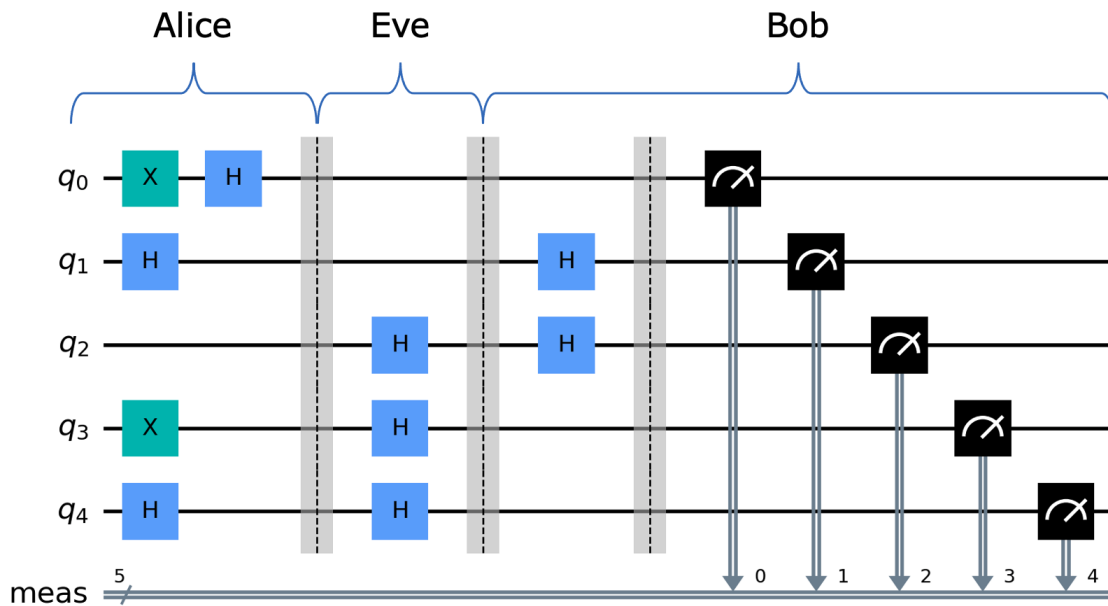 Alice Eve Bob
q0 X H
q1 H H
q2 H H
q3 X H
q4 H H
5 0 1 2 3 4
meas